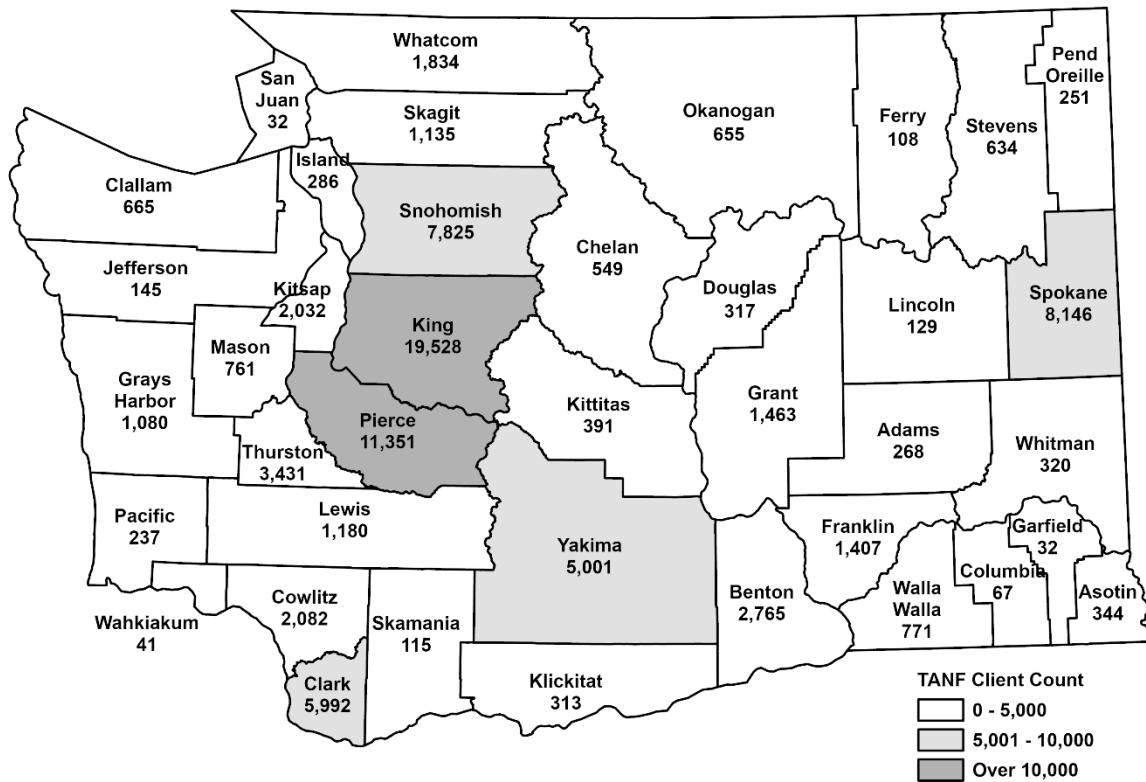 Whatcom
1,834
San
Juan
32
Skagit
1,135
Okanogan
655
Ferry
108
Stevens
634
Pend
Oreille
251
Island
286
Clallam
665
Snohomish
7,825
Chelan
549
Jefferson
145
Kitsap
2,032
Douglas
317
Lincoln
129
Spokane
8,146
King
19,528
Mason
761
Grays
Harbor
1,080
Pierce
11,351
Kittitas
391
Grant
1,463
Adams
268
Whitman
320
Thurston
3,431
Lewis
1,180
Pacific
237
Yakima
5,001
Franklin
1,407
Garfield
32
Columbia
67
Asotin
344
Walla
Walla
771
Benton
2,765
Wahkiakum
41
Cowlitz
2,082
Skamania
115
Klickitat
313
Clark
5,992
TANF Client Count
0 - 5,000
5,001 - 10,000
Over 10,000